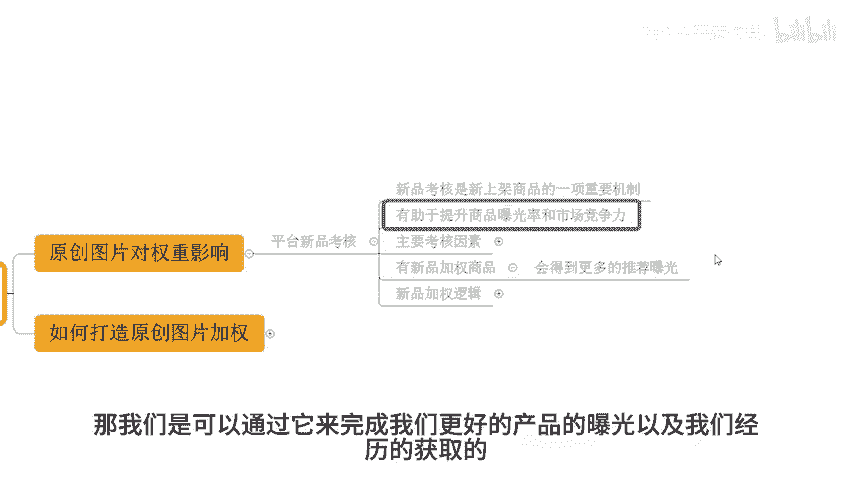 bilibili
新品考核是新上架商品的一项重要机制
有助于提升商品曝光率和市场竞争力
原创图片对权重影响
平台新品考核
主要考核因素
有新品加权商品
会得到更多的推荐曝光
新品加权逻辑
如何打造原创图片加权
那我们是可以通过它来完成我们更好的产品的曝光以及我们经
历的获取的